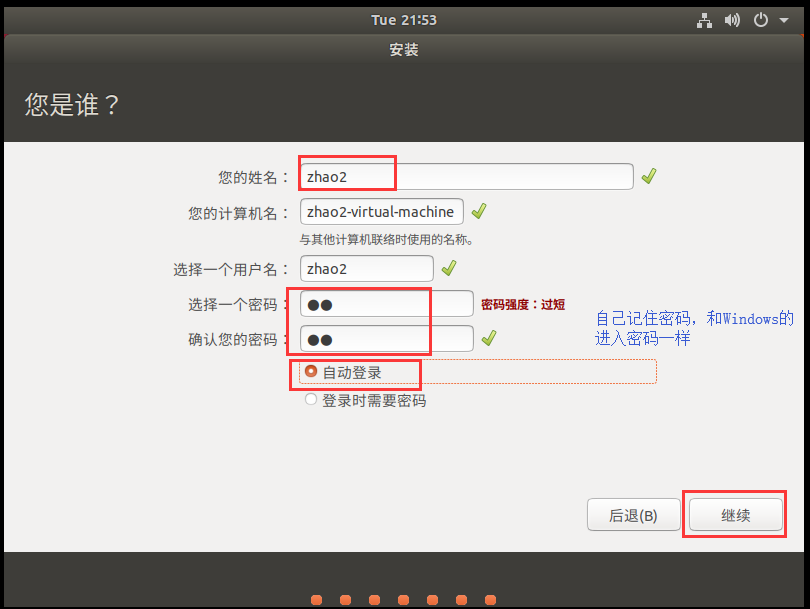 Tue 21:53
安装
您是谁？
您的姓名： zhao2
您的计算机名： zhao2-virtual-machine
与其他计算机联络时使用的名称。
选择一个用户名： zhao2
选择一个密码： ●● 密码强度：过短
确认您的密码： ●●
自己记住密码，和Windows的
进入密码一样
自动登录
登录时需要密码
后退(B) 继续